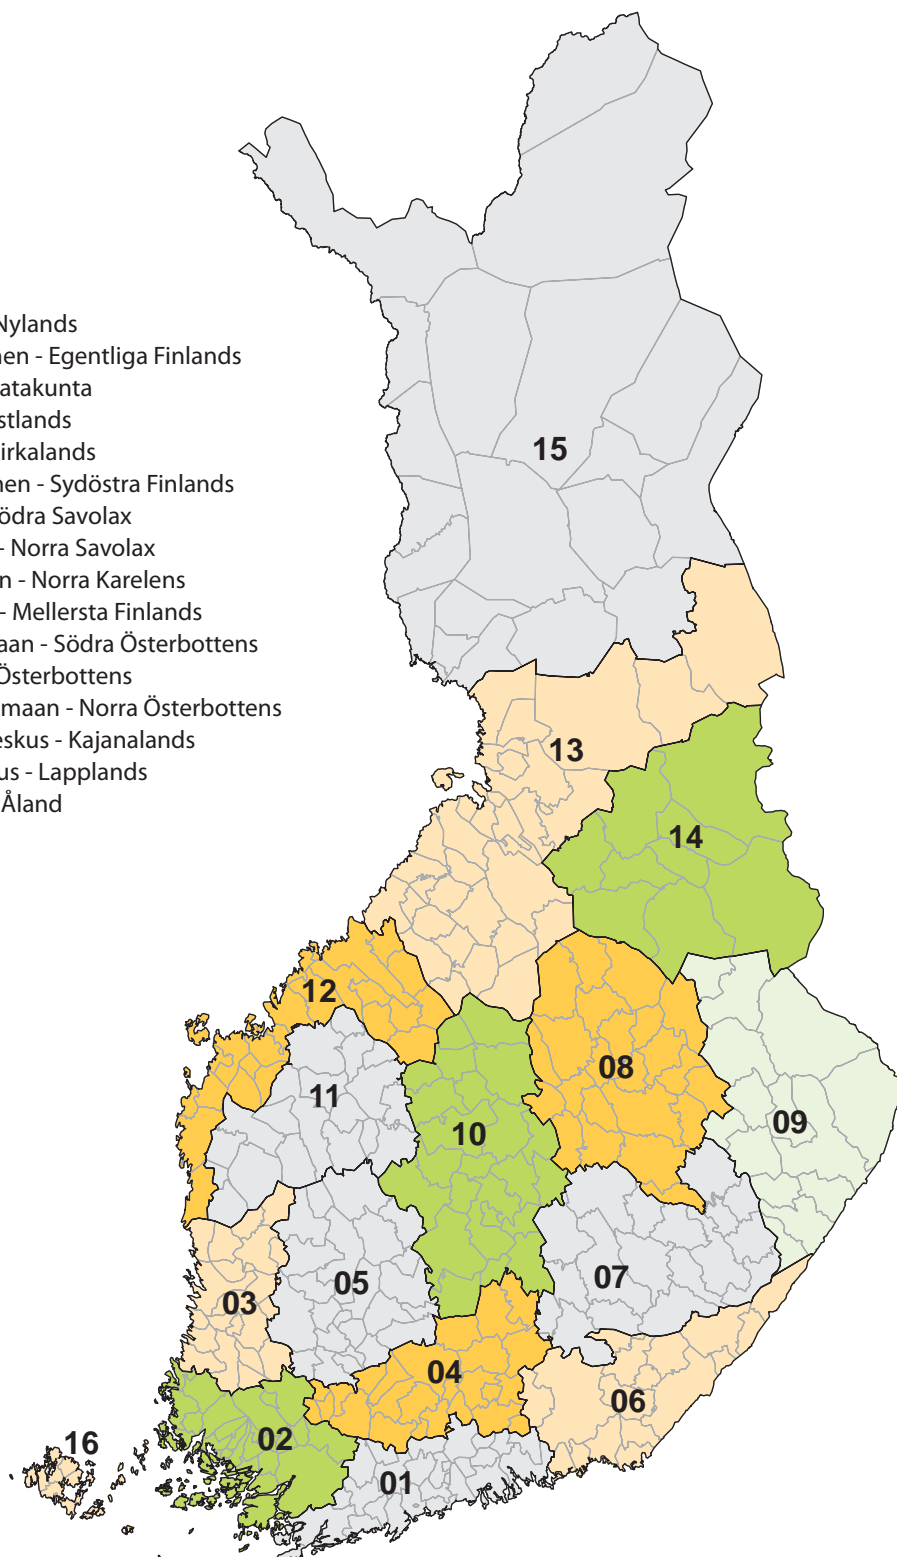 Nylands
nen - Egentliga Finlands
atakunta
stlands
irkalands
nen - Sydöstra Finlands
ödra Savolax
- Norra Savolax
n - Norra Karelens
- Mellersta Finlands
aan - Södra Österbottens
Österbottens
maan - Norra Österbottens
eskus - Kajanalands
us - Lapplands
Åland
15
13
14
12
08
11
09
10
07
05
03
04
06
02
16
01